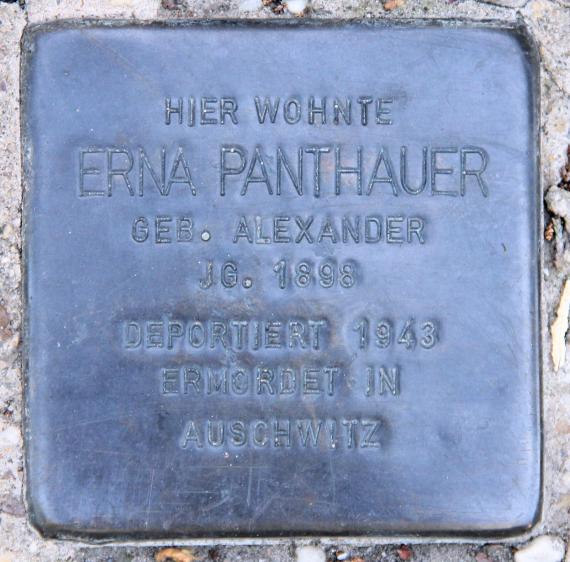 HIER WOHNTE
ERNA PANTHAUER
GEB. ALEXANDER
JG. 1898
DEPORTIERT 1943
ERMORDET IN
AUSCHWITZ